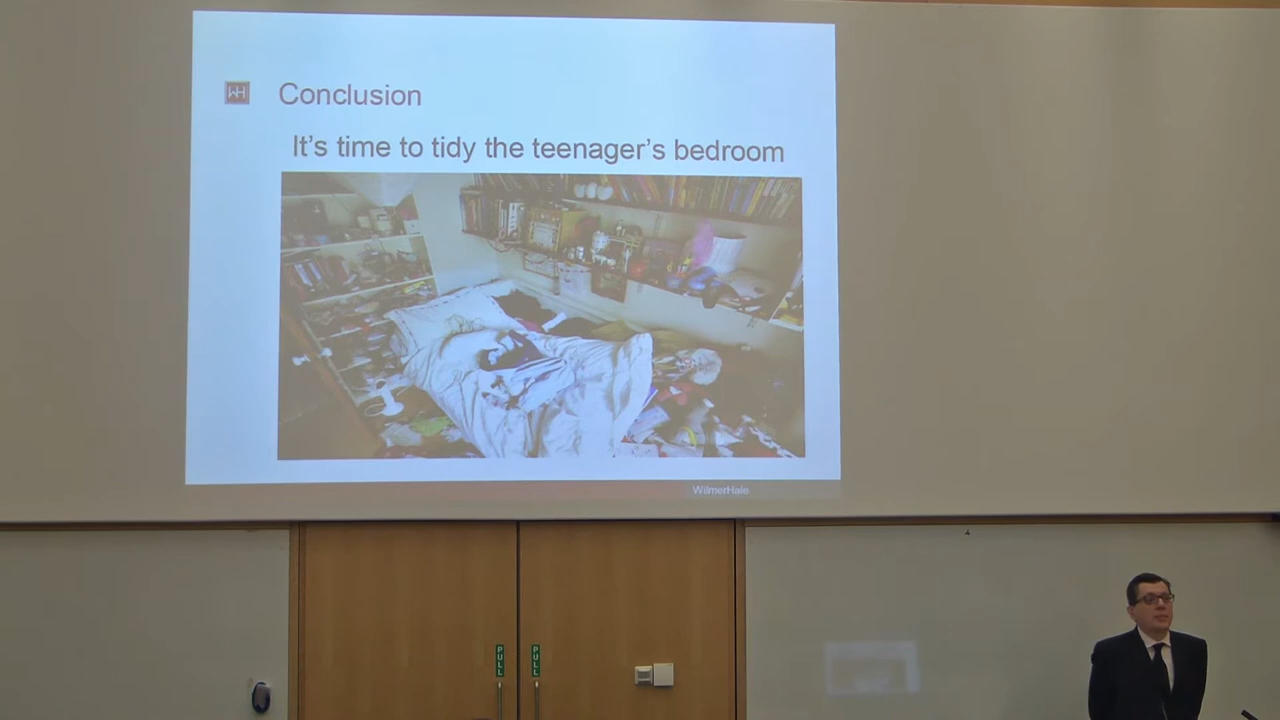 WH
Conclusion
It's time to tidy the teenager's bedroom
WilmerHale
PULL
PULL